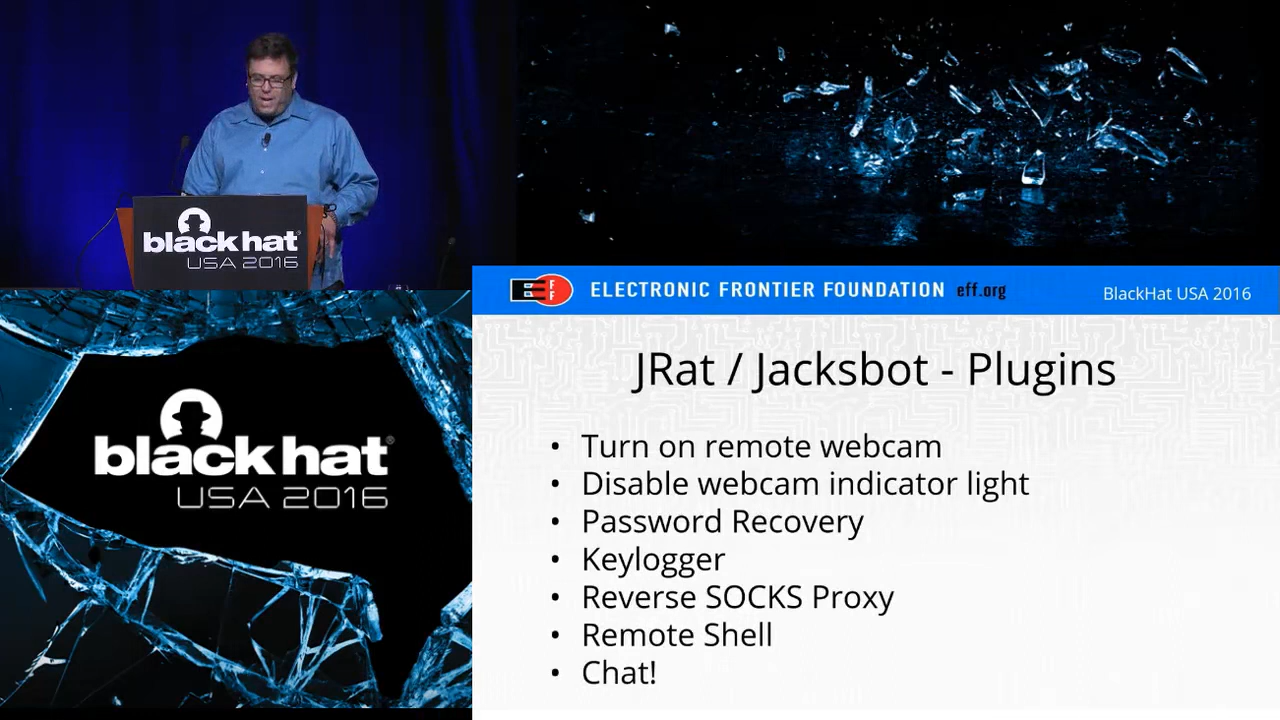 black hat
USA 2016
black hat®
USA 2016
EFF ELECTRONIC FRONTIER FOUNDATION eff.org
BlackHat USA 2016
JRat / Jacksbot - Plugins
• Turn on remote webcam
• Disable webcam indicator light
• Password Recovery
• Keylogger
• Reverse SOCKS Proxy
• Remote Shell
• Chat!